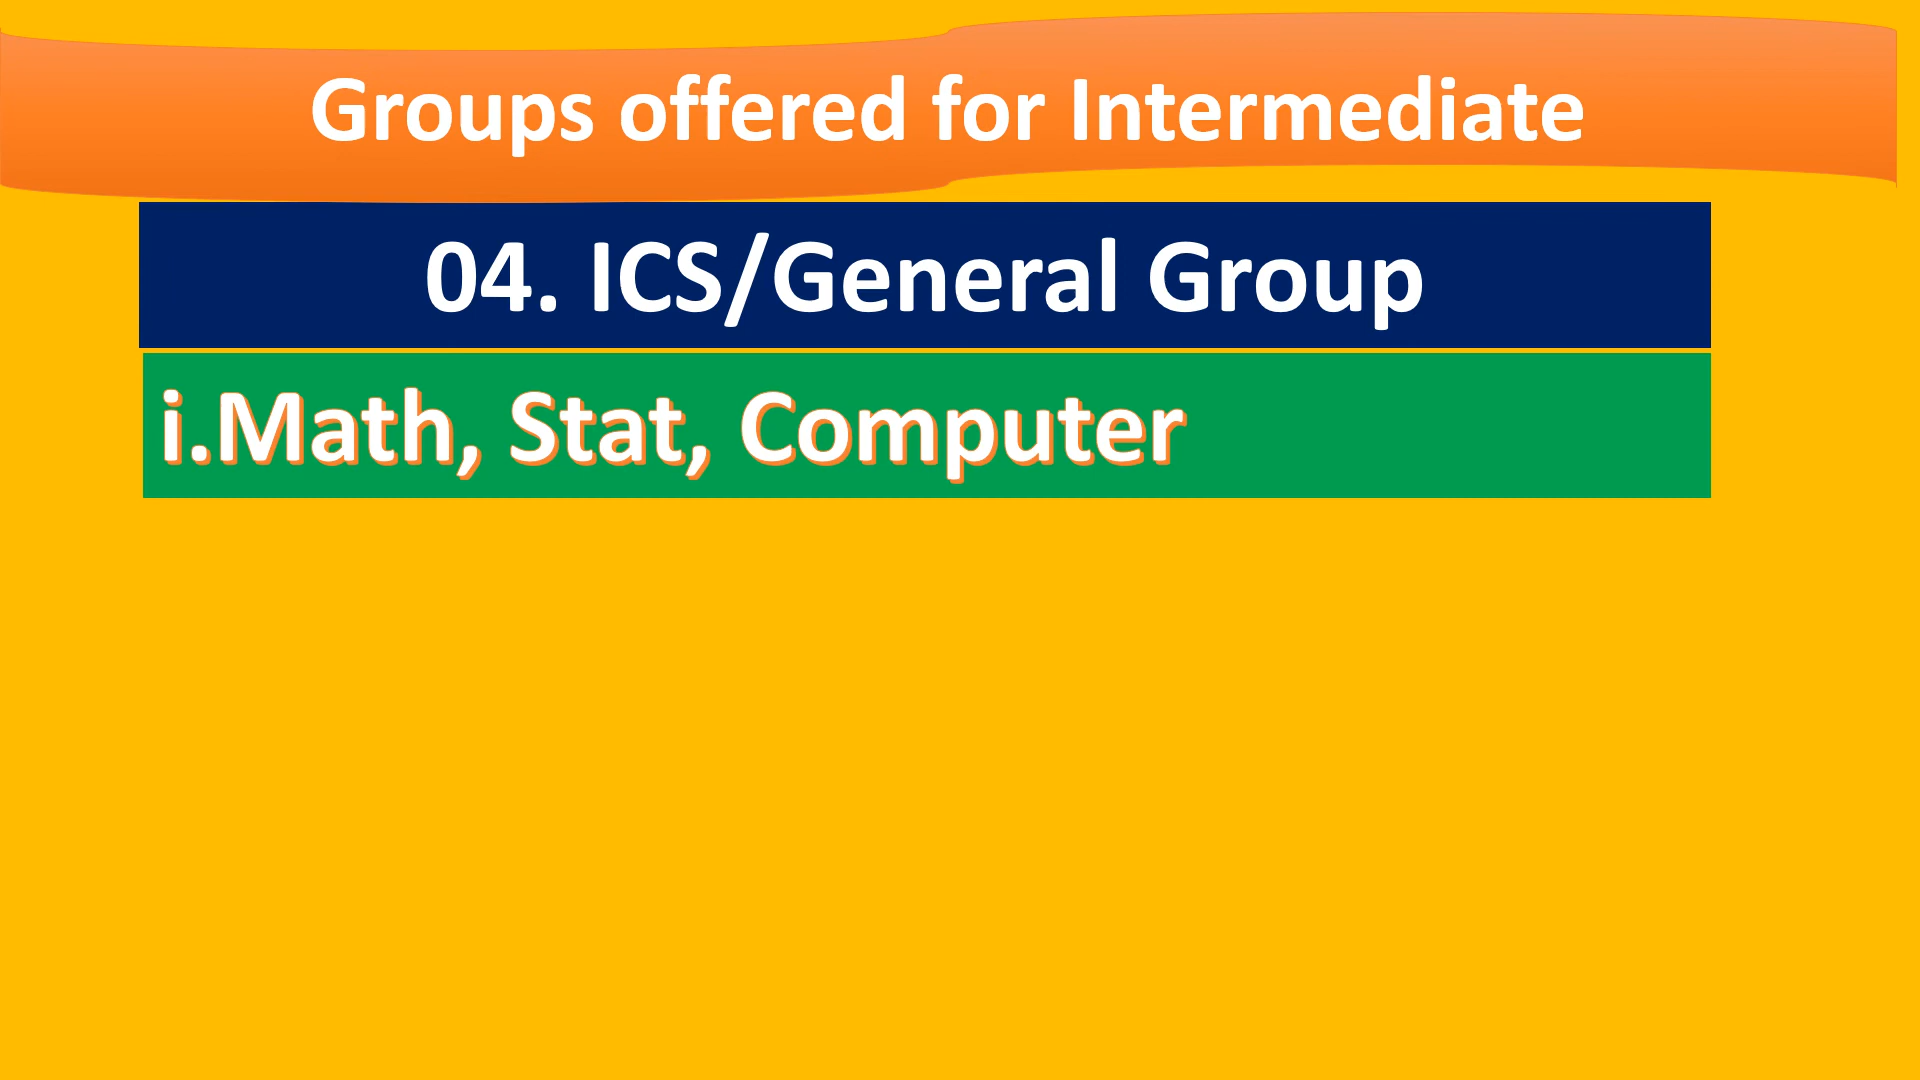 Groups offered for Intermediate
04. ICS/General Group
i.Math, Stat, Computer